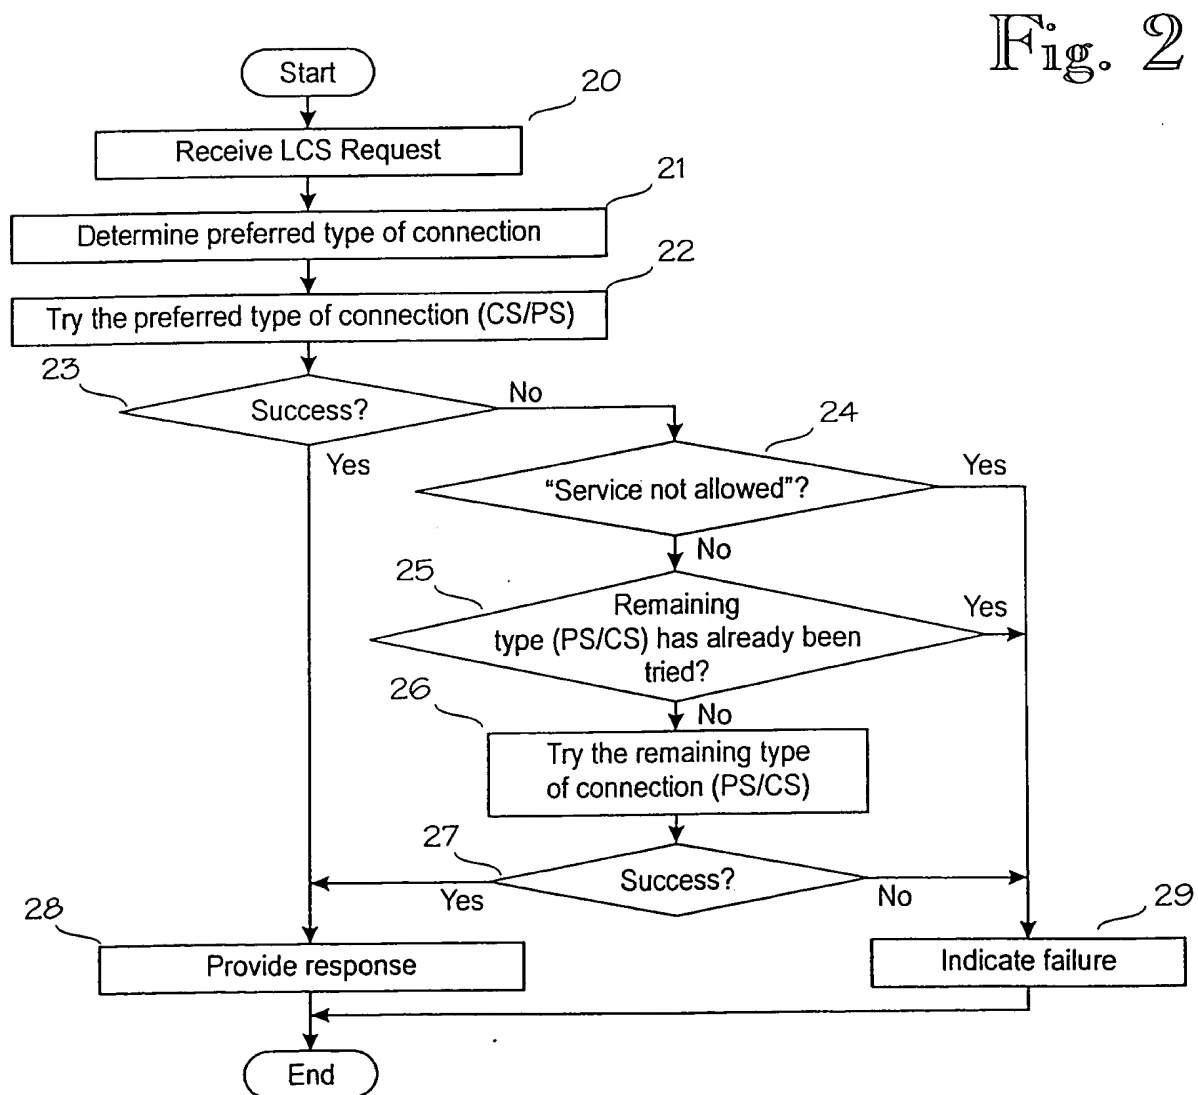 Fig. 2
Start
20
Receive LCS Request
21
Determine preferred type of connection
22
Try the preferred type of connection (CS/PS)
23
Success?
No
Yes
24
“Service not allowed”?
Yes
No
25
Remaining
type (PS/CS) has already been
tried?
Yes
No
26
Try the remaining type
of connection (PS/CS)
27
Success?
Yes
No
28
Provide response
29
Indicate failure
End